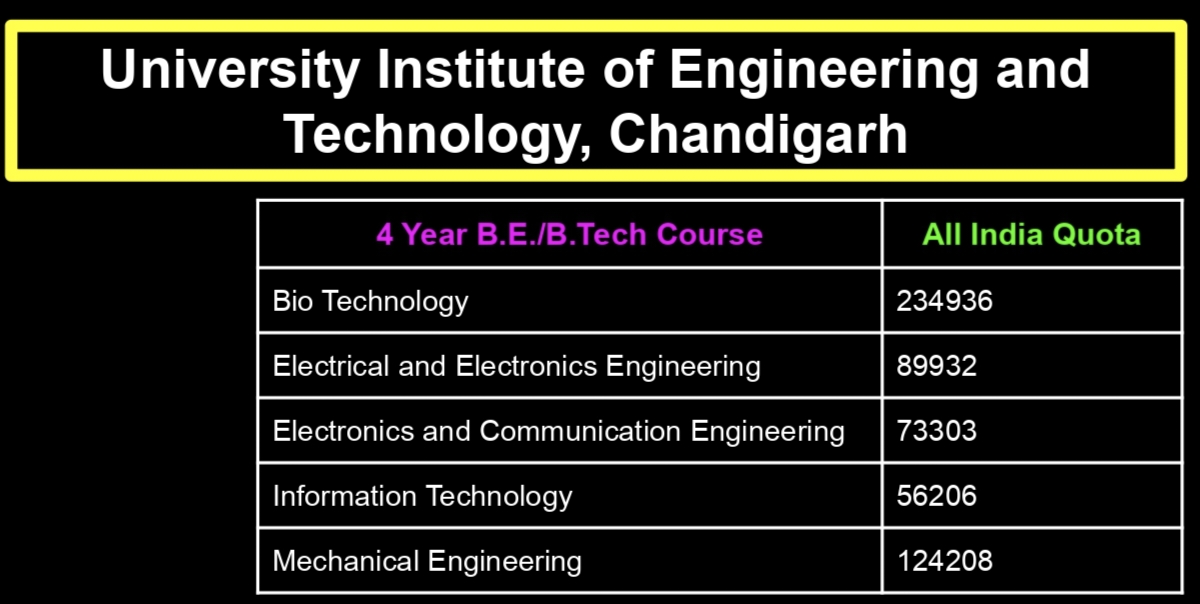 University Institute of Engineering and
Technology, Chandigarh
4 Year B.E./B.Tech Course All India Quota
Bio Technology 234936
Electrical and Electronics Engineering 89932
Electronics and Communication Engineering 73303
Information Technology 56206
Mechanical Engineering 124208